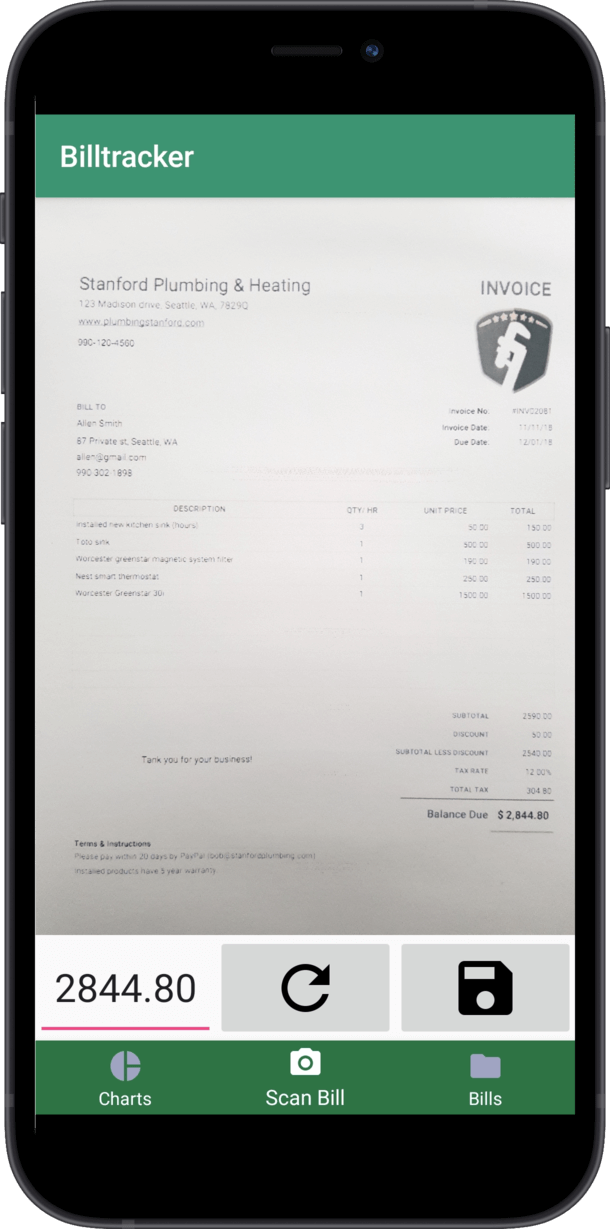 Billtracker
Stanford Plumbing & Heating
INVOICE
123 Madison drive, Seattle, WA, 7829Q
www.plumbingstanford.com
990-120-4560
BILL TO
Allen Smith
87 Private st, Seattle, WA
allen@gmail.com
990-302-1898
Invoice No: #INV02081
Invoice Date: 11/11/18
Due Date: 12/01/18
DESCRIPTION QTY/ HR UNIT PRICE TOTAL
Installed new kitchen sink (hours) 3 50.00 150.00
Toto sink 1 500.00 500.00
Worcester greenstar magnetic system filter 1 190.00 190.00
Nest smart thermostat 1 250.00 250.00
Worcester Greenstar 30i 1 1500.00 1500.00
SUBTOTAL 2590.00
DISCOUNT 50.00
SUBTOTAL LESS DISCOUNT 2540.00
TAX RATE 12.00%
TOTAL TAX 304.80
Tank you for your business!
Balance Due $ 2,844.80
Terms & Instructions
Please pay within 20 days by PayPal (bob@stanfordplumbing.com)
Installed products have 5 year warranty
2844.80
Charts
Scan Bill
Bills